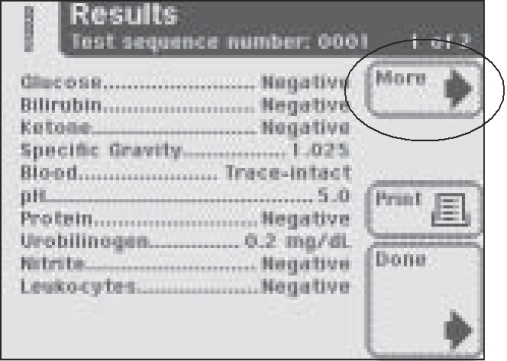 Results
Test sequence number: 0001 1 of 2
Glucose........................... Negative
Bilirubin........................... Negative
Ketone............................. Negative
Specific Gravity.................. 1.025
Blood........................ Trace-intact
pH............................................... 5.0
Protein............................. Negative
Urobilinogen................ 0.2 mg/dL
Nitrite.............................. Negative
Leukocytes...................... Negative
More
Print
Done